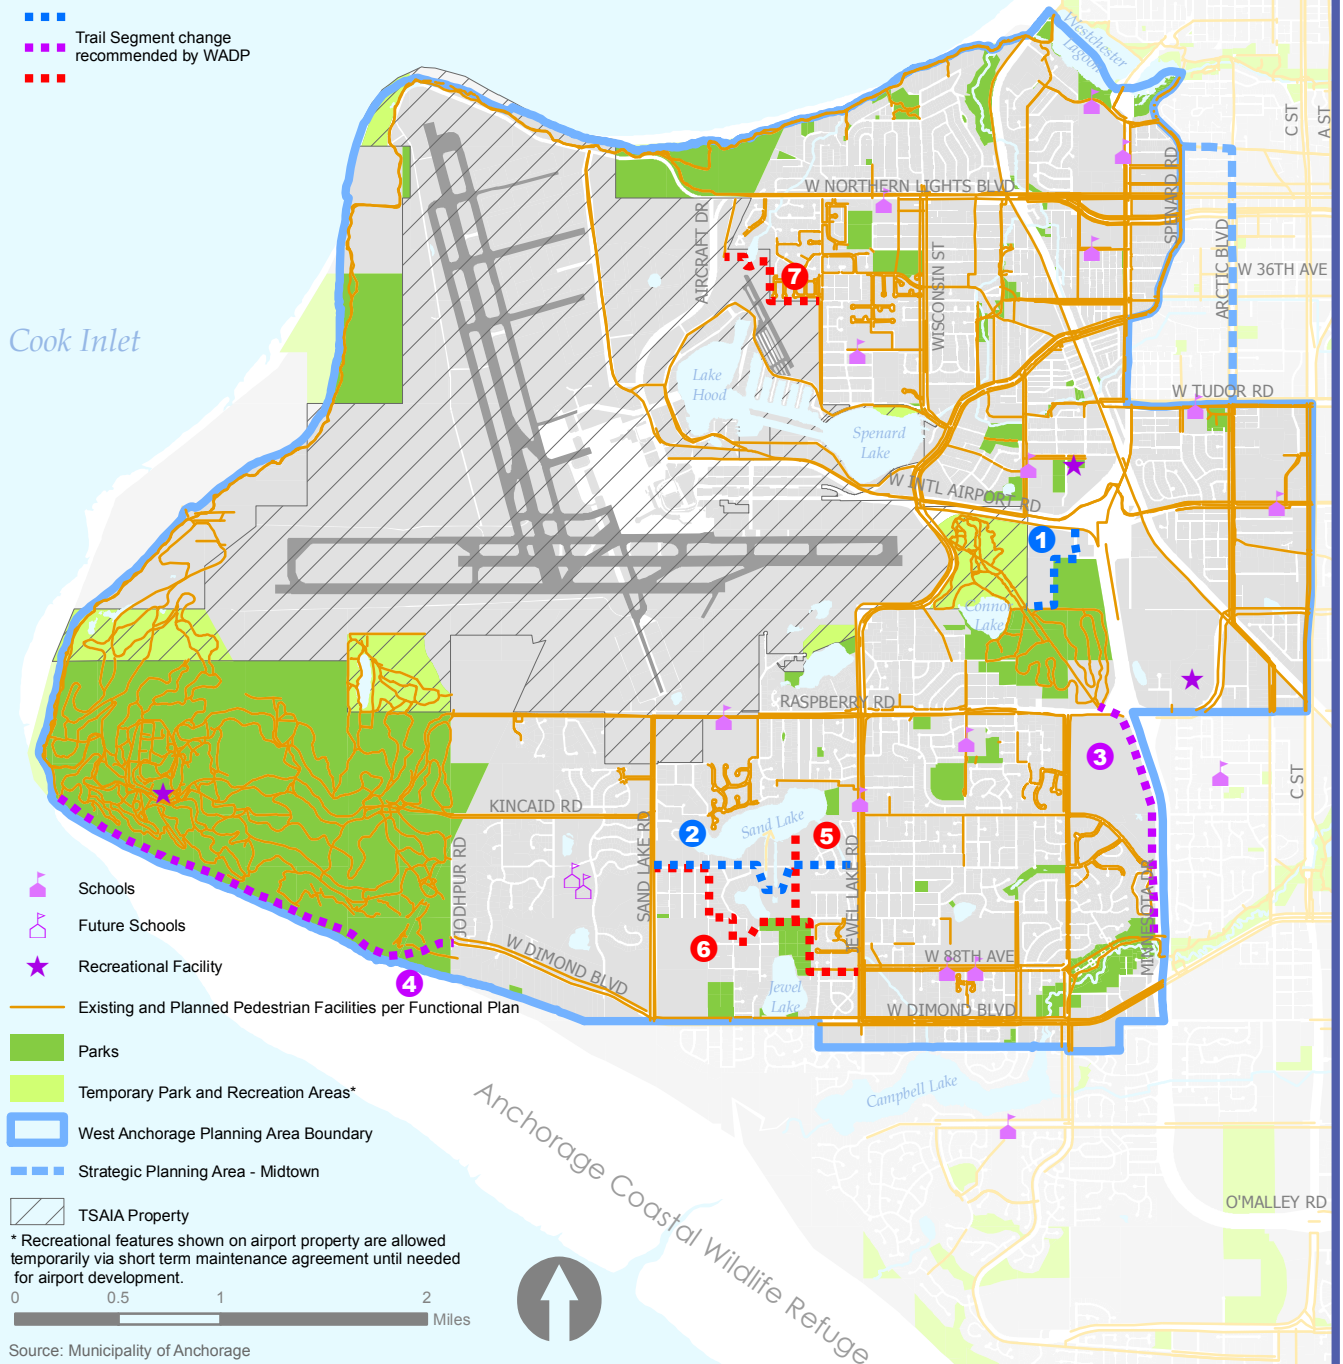 Trail Segment change
recommended by WADP
Westchester
Lagoon
C ST
A ST
W NORTHERN LIGHTS BLVD
SPENARD RD
AIRCRAFT DR
WISCONSIN ST
ARCTIC BLVD
W 36TH AVE
7
Cook Inlet
Lake
Hood
W TUDOR RD
Spenard
Lake
W INTL AIRPORT RD
1
Connor
Lake
RASPBERRY RD
3
C ST
KINCAID RD
Sand Lake
2
5
SAND LAKE RD
JODHPUR RD
JEWEL LAKE RD
MINNESOTA DR
6
W DIMOND BLVD
W 88TH AVE
4
Jewel
Lake
W DIMOND BLVD
Campbell Lake
Anchorage Coastal Wildlife Refuge
O'MALLEY RD
Schools
Future Schools
Recreational Facility
Existing and Planned Pedestrian Facilities per Functional Plan
Parks
Temporary Park and Recreation Areas*
West Anchorage Planning Area Boundary
Strategic Planning Area - Midtown
TSAIA Property
* Recreational features shown on airport property are allowed
temporarily via short term maintenance agreement until needed
for airport development.
0 0.5 1 2
Miles
Source: Municipality of Anchorage